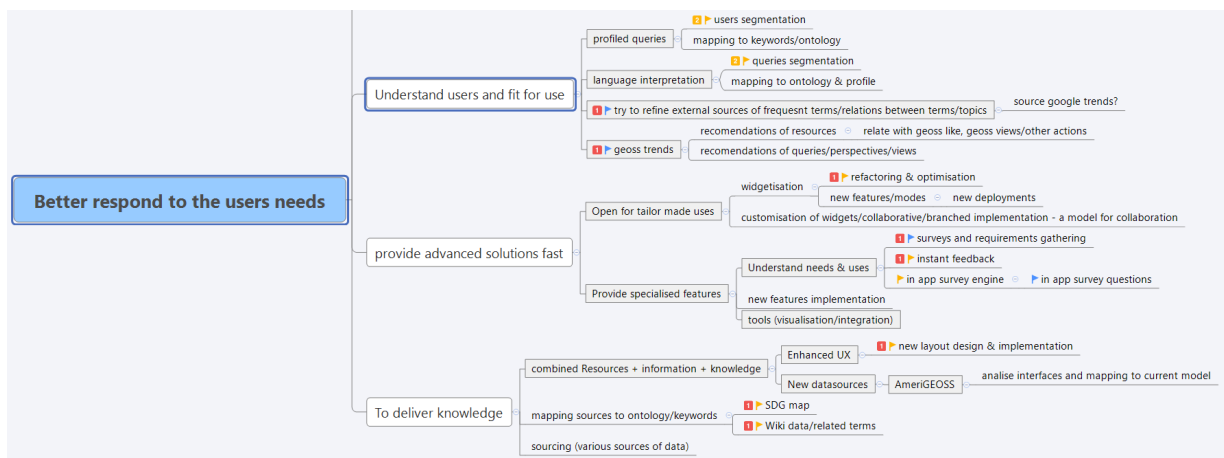 Better respond to the users needs
Understand users and fit for use
profiled queries
2 users segmentation
mapping to keywords/ontology
language interpretation
2 queries segmentation
mapping to ontology & profile
1 try to refine external sources of frequesnt terms/relations between terms/topics
source google trends?
1 geoss trends
recomendations of resources
relate with geoss like, geoss views/other actions
recomendations of queries/perspectives/views
provide advanced solutions fast
Open for tailor made uses
widgetisation
1 refactoring & optimisation
new features/modes
new deployments
customisation of widgets/collaborative/branched implementation - a model for collaboration
Provide specialised features
Understand needs & uses
1 surveys and requirements gathering
1 instant feedback
in app survey engine
in app survey questions
new features implementation
tools (visualisation/integration)
To deliver knowledge
combined Resources + information + knowledge
Enhanced UX
1 new layout design & implementation
New datasources
AmeriGEOSS
analise interfaces and mapping to current model
mapping sources to ontology/keywords
1 SDG map
1 Wiki data/related terms
sourcing (various sources of data)